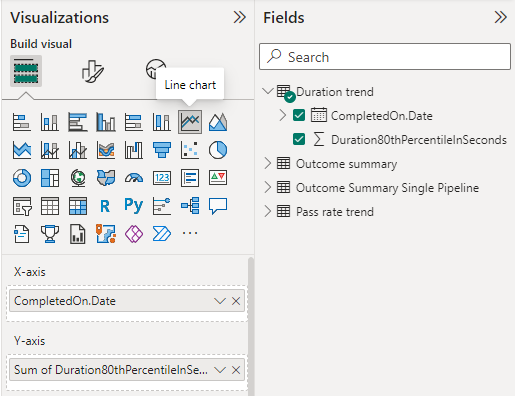 Visualizations
Build visual
Line chart
123
R
Py
X-axis
CompletedOn.Date
Y-axis
Sum of Duration80thPercentileInSe...
Fields
Search
Duration trend
CompletedOn.Date
Duration80thPercentileInSeconds
Outcome summary
Outcome Summary Single Pipeline
Pass rate trend